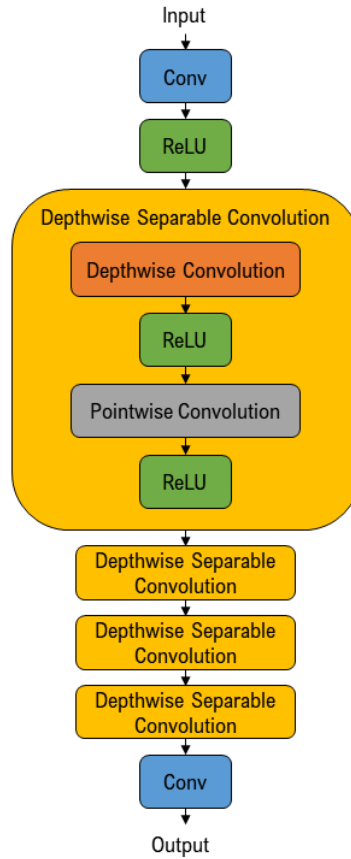 Input
Conv
ReLU
Depthwise Separable Convolution
Depthwise Convolution
ReLU
Pointwise Convolution
ReLU
Depthwise Separable
Convolution
Depthwise Separable
Convolution
Depthwise Separable
Convolution
Conv
Output